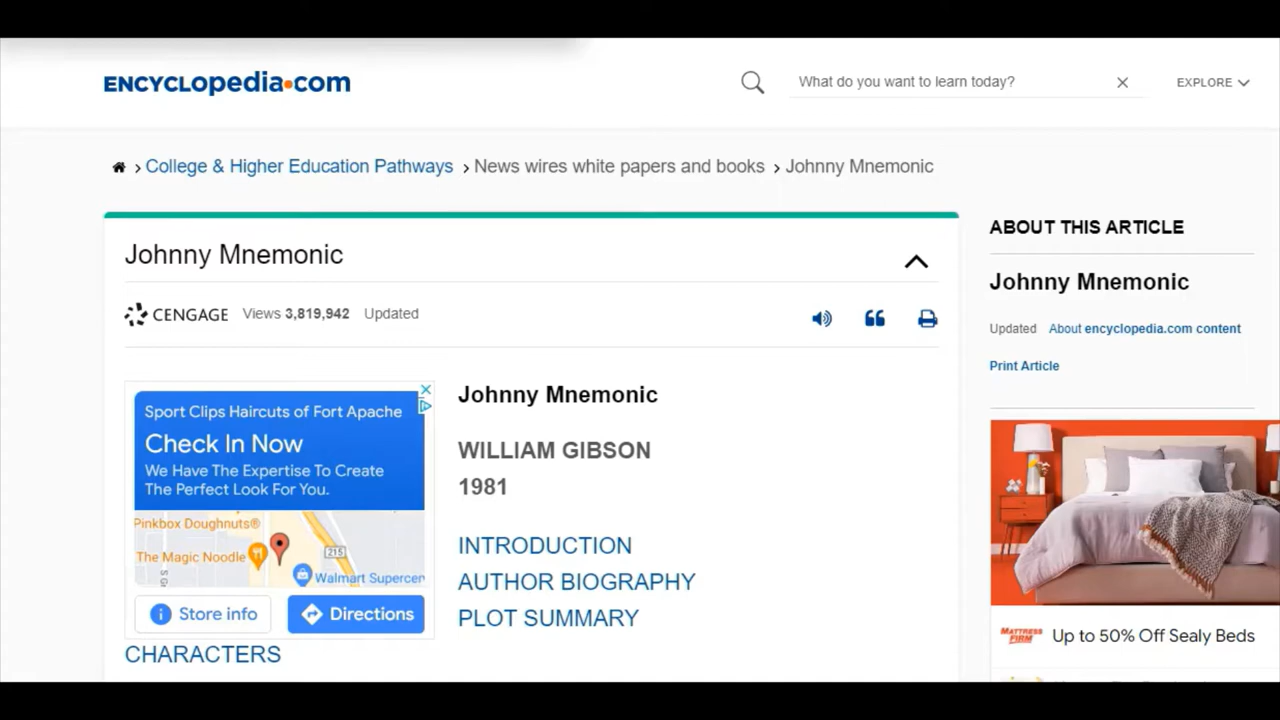 ENCYCLOpedia.com
What do you want to learn today?
EXPLORE
College & Higher Education Pathways
News wires white papers and books
Johnny Mnemonic
Johnny Mnemonic
CENGAGE
Views 3,819,942
Updated
Sport Clips Haircuts of Fort Apache
Check In Now
We Have The Expertise To Create
The Perfect Look For You.
Pinkbox Doughnuts®
The Magic Noodle
215
Walmart Supercen
S Gr
Store info
Directions
Johnny Mnemonic
WILLIAM GIBSON
1981
INTRODUCTION
AUTHOR BIOGRAPHY
PLOT SUMMARY
CHARACTERS
ABOUT THIS ARTICLE
Johnny Mnemonic
Updated
About encyclopedia.com content
Print Article
MATTRESS FIRM
Up to 50% Off Sealy Beds